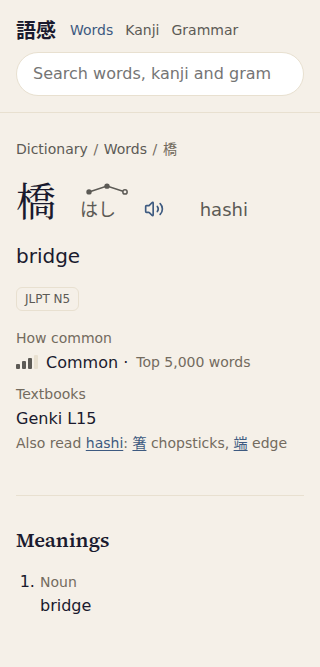 語感 Words Kanji Grammar
Search words, kanji and gram
Dictionary / Words / 橋
橋 はし hashi
bridge
JLPT N5
How common
Common · Top 5,000 words
Textbooks
Genki L15
Also read hashi: 箸 chopsticks, 端 edge
Meanings
1. Noun
bridge